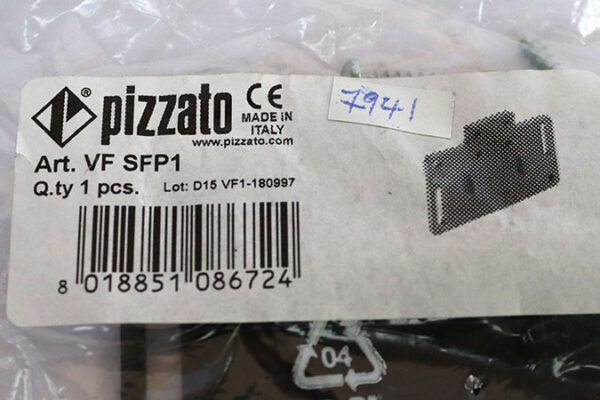 ® pizzato CE
MADE IN
ITALY
www.pizzato.com
7941
Art. VF SFP1
Q.ty 1 pcs. Lot: D15 VF1-180997
8 018851 086724
04